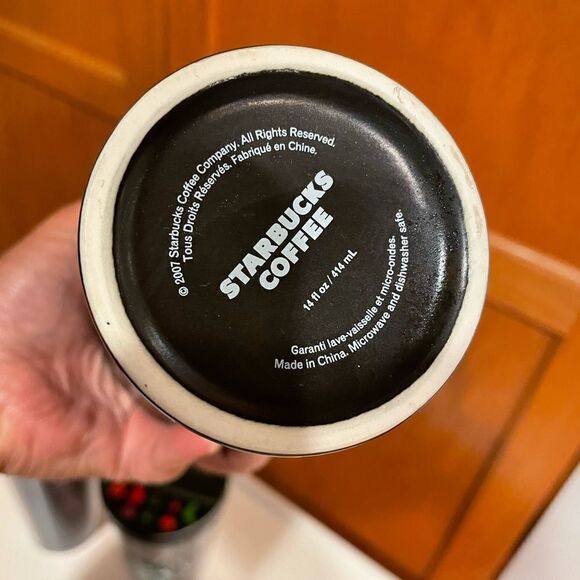 © 2007 Starbucks Coffee Company. All Rights Reserved.
Tous Droits Réservés. Fabriqué en Chine.
STARBUCKS
COFFEE
14 fl oz / 414 mL
Garanti lave-vaisselle et micro-ondes.
Made in China. Microwave and dishwasher safe.